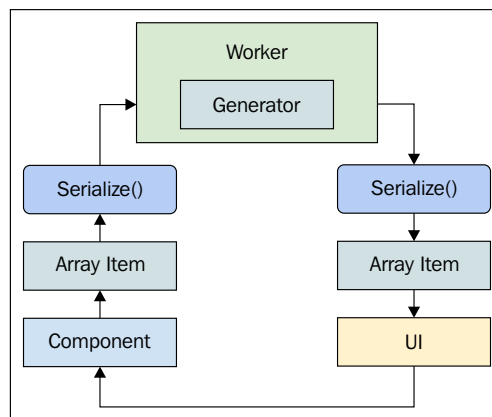 Worker
Generator
Serialize()
Serialize()
Array Item
Array Item
Component
UI